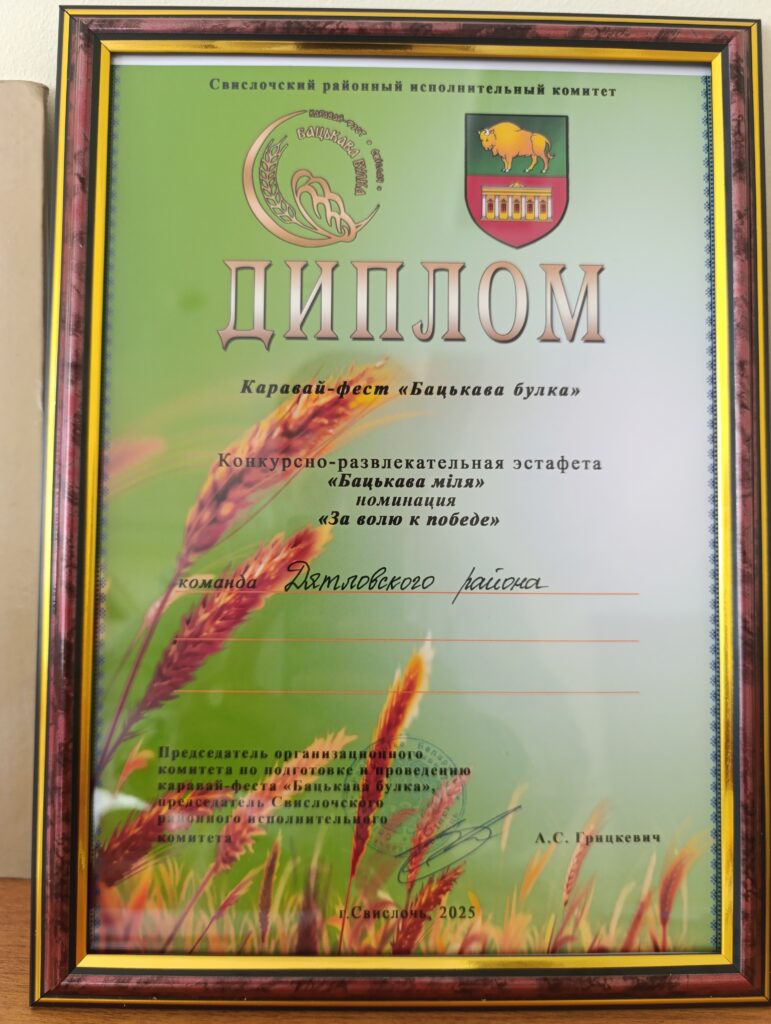 Свислочский районный исполнительный комитет
КАРАВАЙ-ФЭСТ
БАЦЬКАВА БУЛКА
ДИПЛОМ
Каравай-фест «Бацькава булка»
Конкурсно-развлекательная эстафета
«Бацькава міля»
номинация
«За волю к победе»
команда Дятловского района
Председатель организационного
комитета по подготовке и проведению
каравай-феста «Бацькава булка»,
председатель Свислочского
районного исполнительного
комитета А.С. Грицкевич
г.Свислочь, 2025